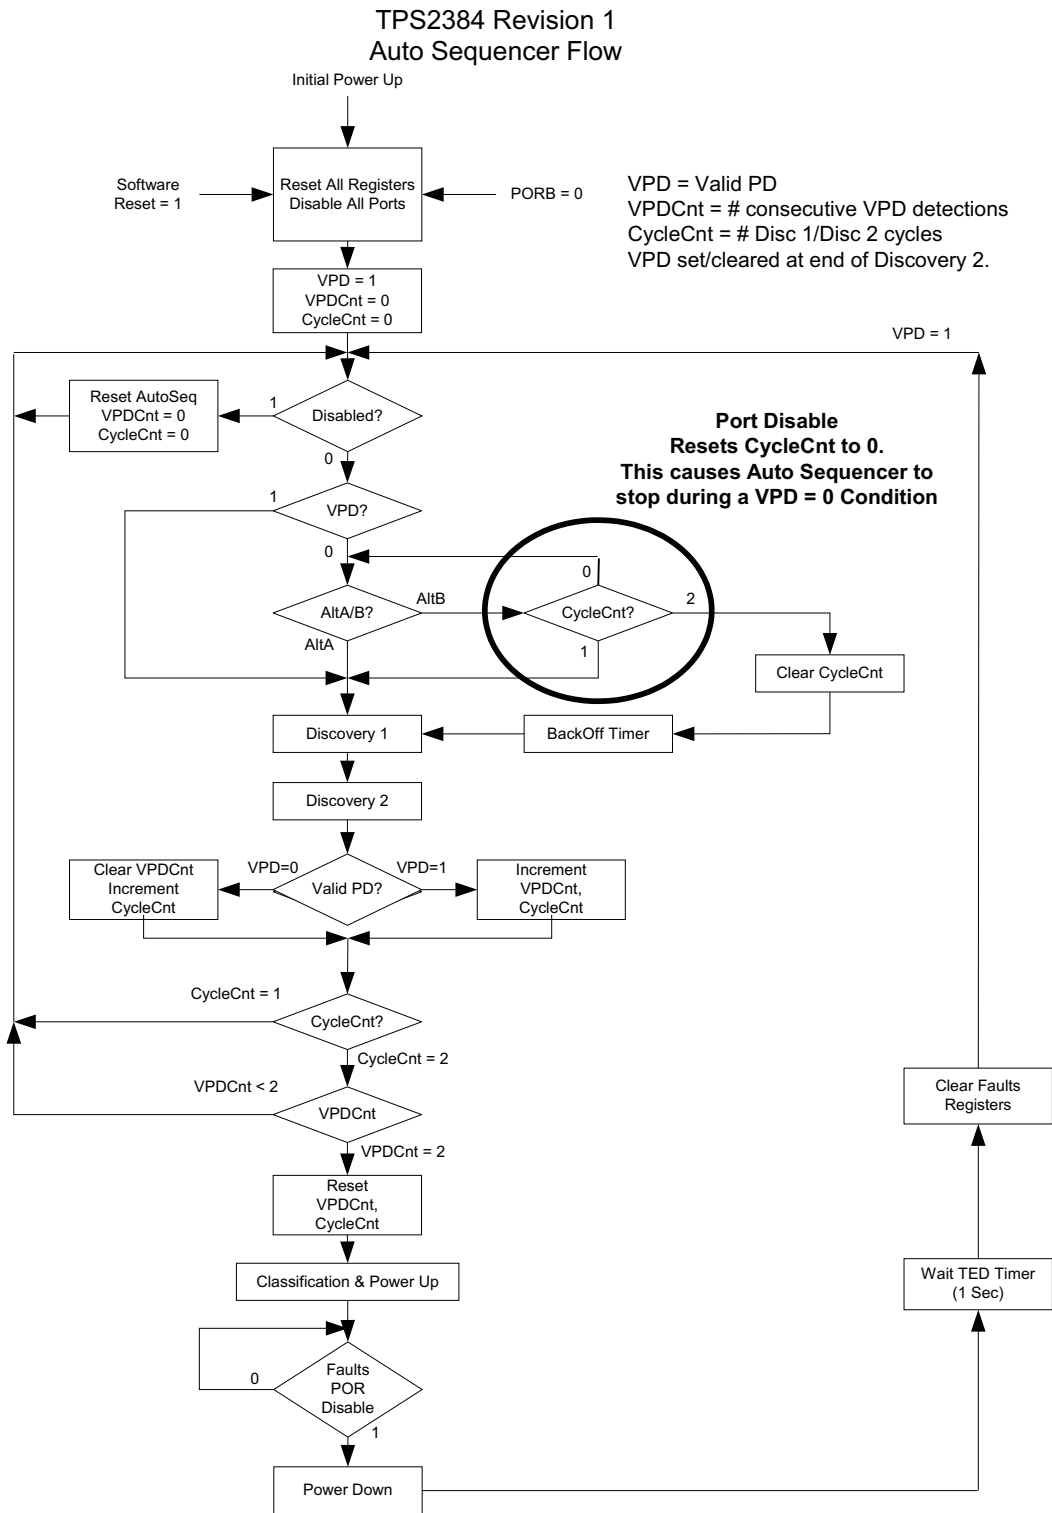 TPS2384 Revision 1
Auto Sequencer Flow
Initial Power Up
Software
Reset = 1
Reset All Registers
Disable All Ports
PORB = 0
VPD = Valid PD
VPDCnt = # consecutive VPD detections
CycleCnt = # Disc 1/Disc 2 cycles
VPD set/cleared at end of Discovery 2.
VPD = 1
VPDCnt = 0
CycleCnt = 0
VPD = 1
Reset AutoSeq
VPDCnt = 0
CycleCnt = 0
1
Disabled?
0
Port Disable
Resets CycleCnt to 0.
This causes Auto Sequencer to
stop during a VPD = 0 Condition
1
VPD?
0
0
AltA/B?
AltB
AltA
CycleCnt?
2
1
Clear CycleCnt
Discovery 1
BackOff Timer
Discovery 2
Clear VPDCnt
Increment
CycleCnt
VPD=0
Valid PD?
VPD=1
Increment
VPDCnt,
CycleCnt
CycleCnt = 1
CycleCnt?
CycleCnt = 2
VPDCnt < 2
VPDCnt
VPDCnt = 2
Clear Faults
Registers
Reset
VPDCnt,
CycleCnt
Classification & Power Up
Wait TED Timer
(1 Sec)
Faults
POR
Disable
0
1
Power Down